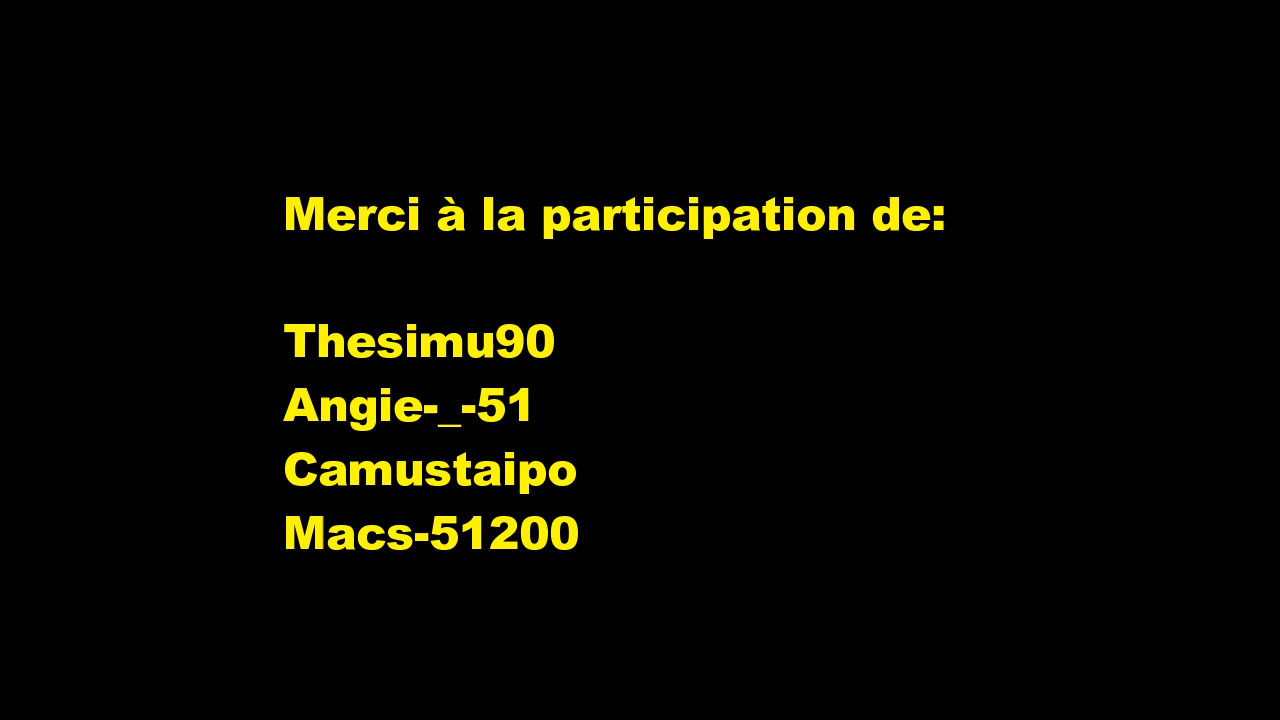 Merci à la participation de:
Thesimu90
Angie-_-51
Camustaipo
Macs-51200